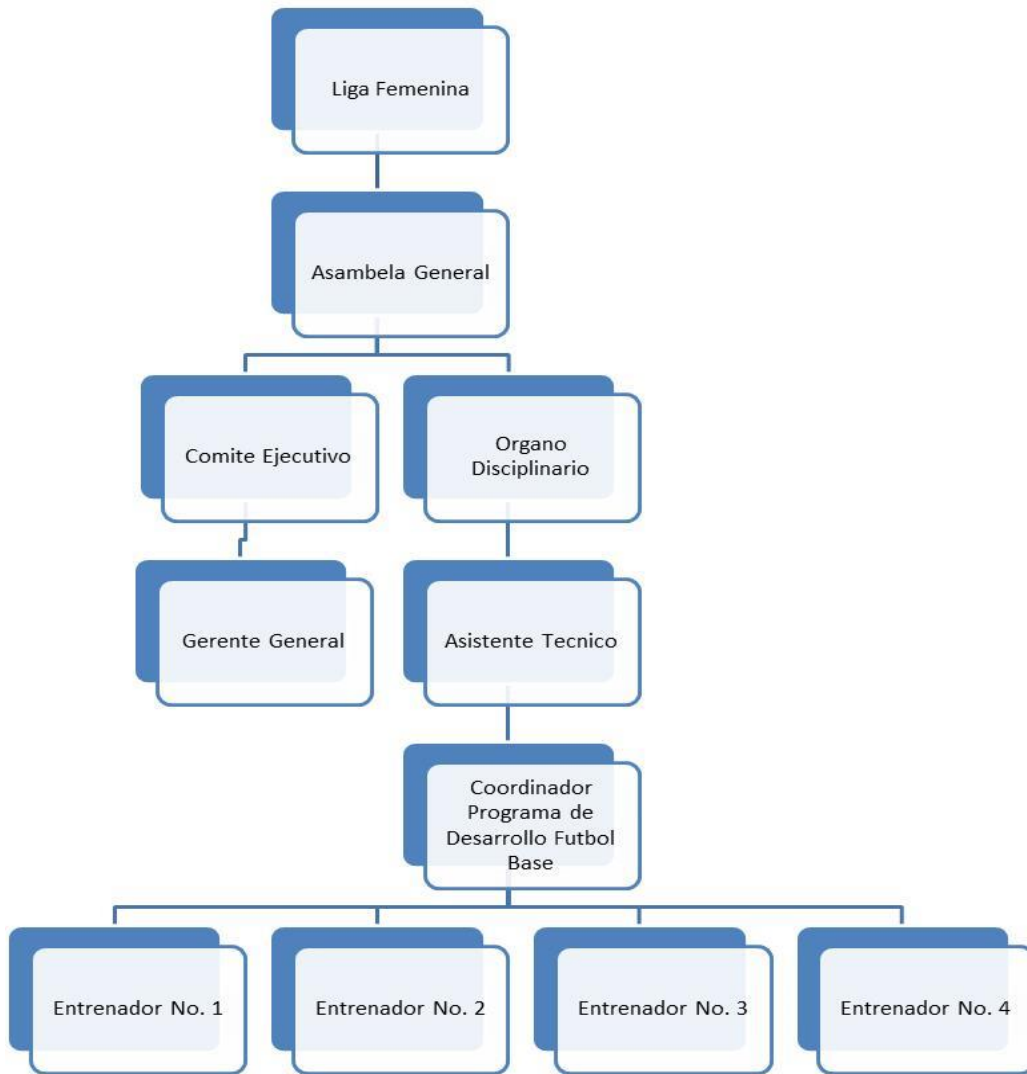 Liga Femenina
Asambela General
Comite Ejecutivo
Organo
Disciplinario
Gerente General
Asistente Tecnico
Coordinador
Programa de
Desarrollo Futbol
Base
Entrenador No. 1
Entrenador No. 2
Entrenador No. 3
Entrenador No. 4